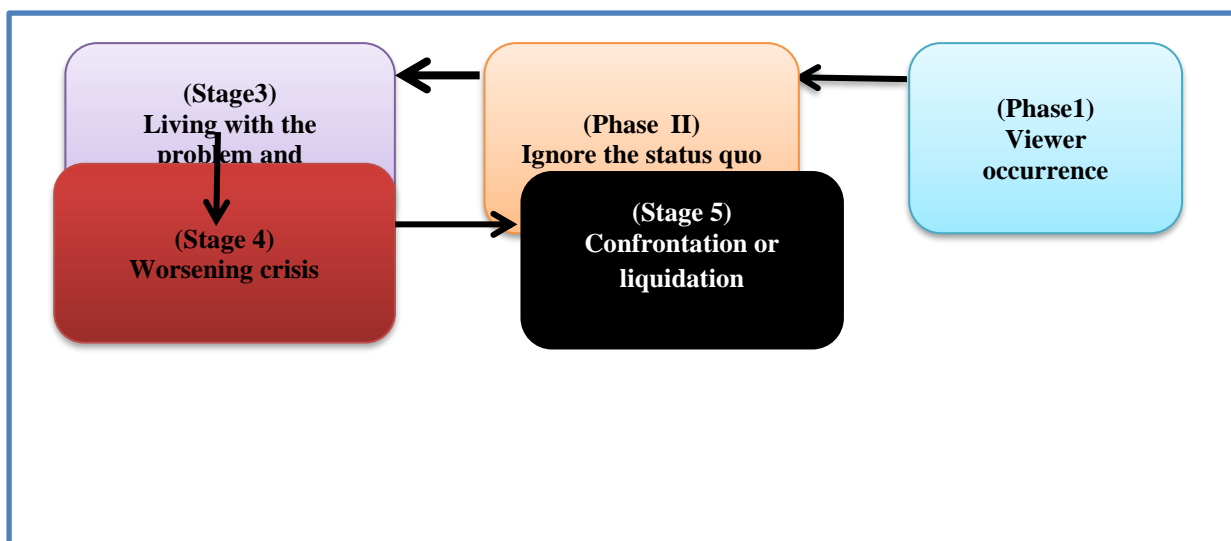 (Stage3)
Living with the
problem and
(Phase II)
Ignore the status quo
(Phase1)
Viewer
occurrence
(Stage 4)
Worsening crisis
(Stage 5)
Confrontation or
liquidation